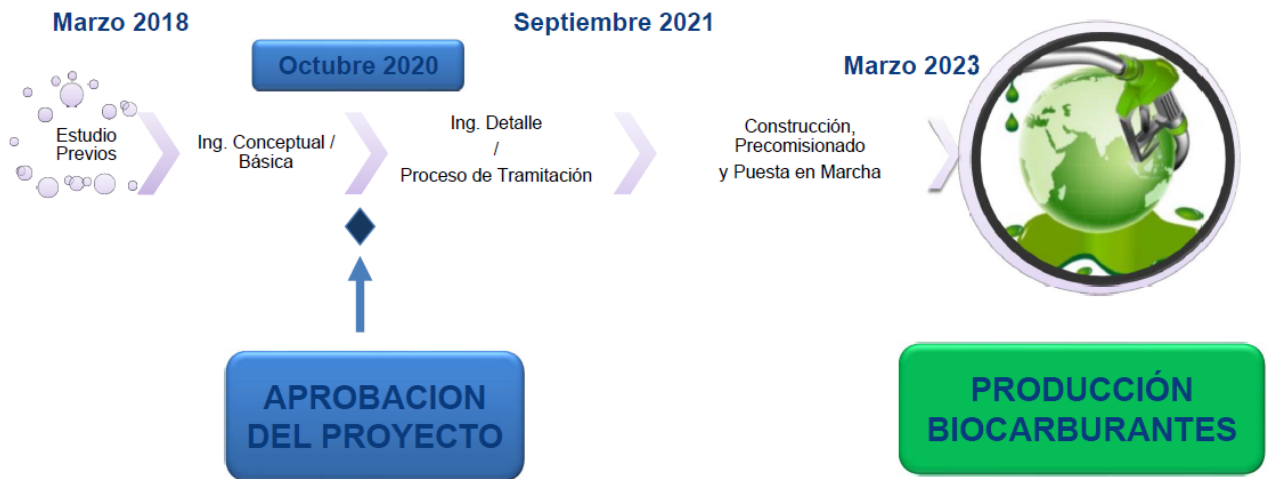 Marzo 2018
Septiembre 2021
Octubre 2020
Marzo 2023
Estudio
Previos
Ing. Conceptual /
Básica
Ing. Detalle
/
Proceso de Tramitación
Construcción,
Precomisionado
y Puesta en Marcha
APROBACION
DEL PROYECTO
PRODUCCIÓN
BIOCARBURANTES